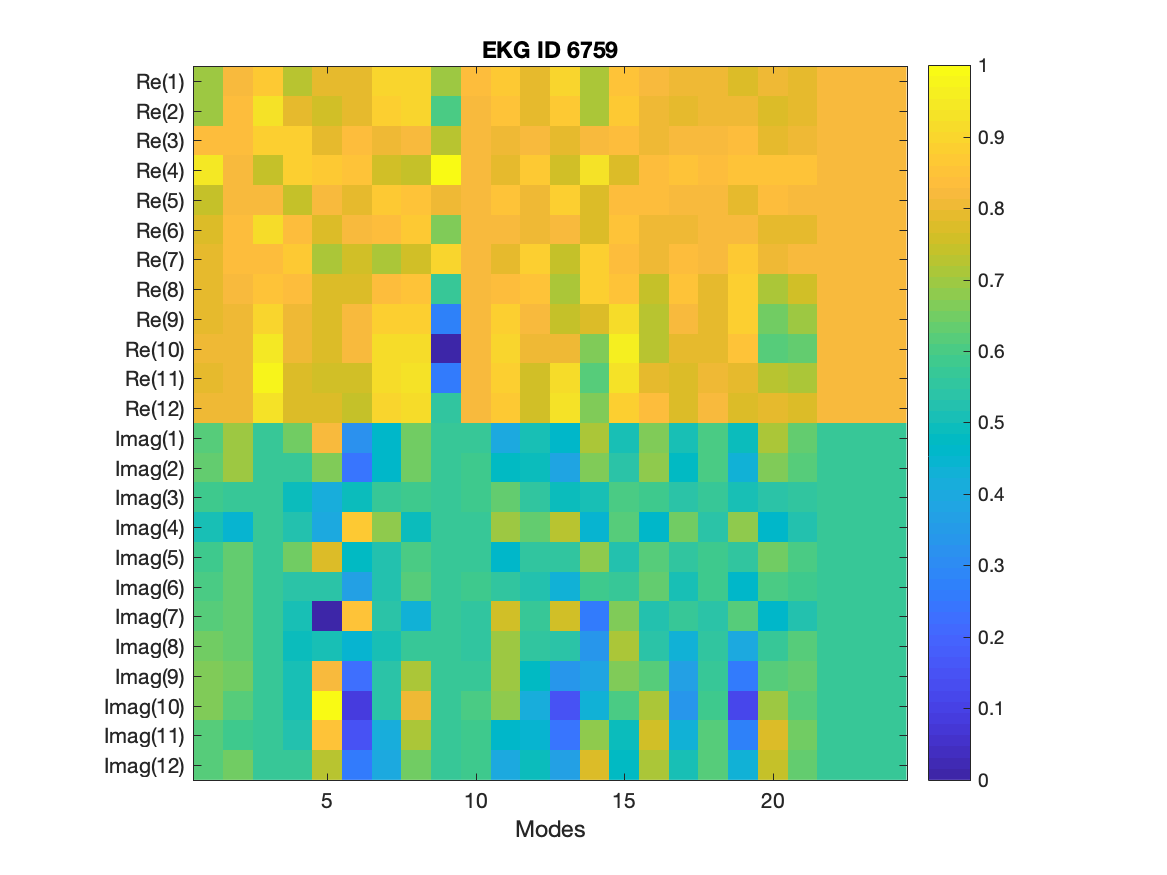 EKG ID 6759
Re(1)
Re(2)
Re(3)
Re(4)
Re(5)
Re(6)
Re(7)
Re(8)
Re(9)
Re(10)
Re(11)
Re(12)
Imag(1)
Imag(2)
Imag(3)
Imag(4)
Imag(5)
Imag(6)
Imag(7)
Imag(8)
Imag(9)
Imag(10)
Imag(11)
Imag(12)
5 10 15 20
Modes
1
0.9
0.8
0.7
0.6
0.5
0.4
0.3
0.2
0.1
0